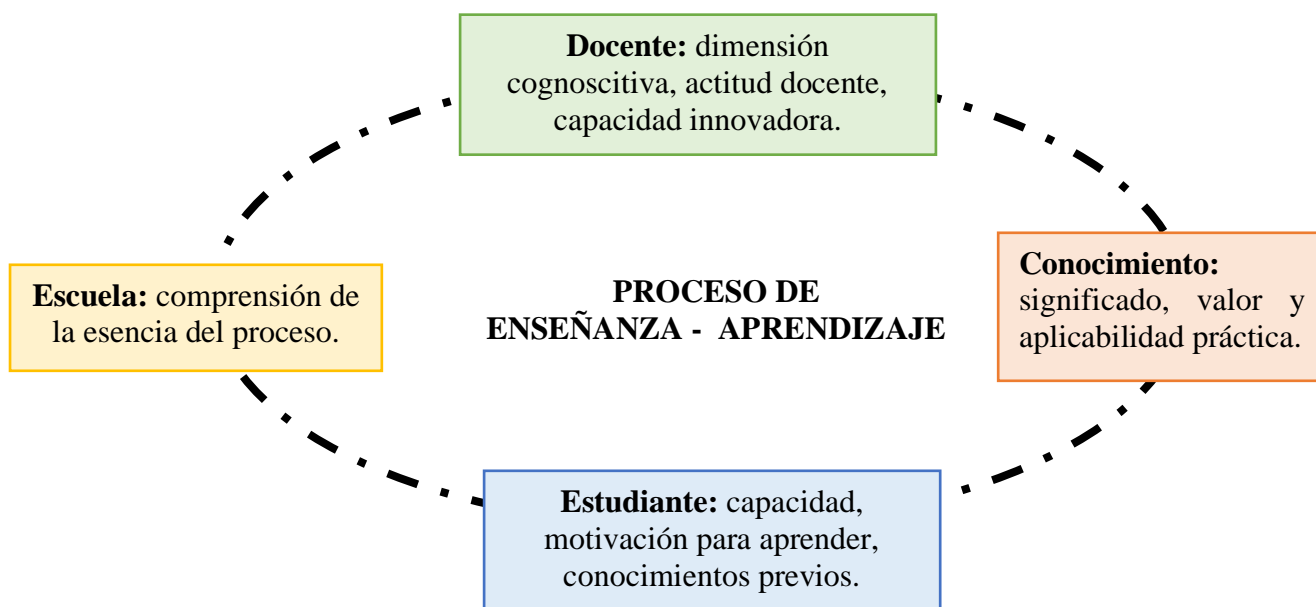 Docente: dimensión
cognoscitiva, actitud docente,
capacidad innovadora.
Escuela: comprensión de
la esencia del proceso.
PROCESO DE
ENSEÑANZA - APRENDIZAJE
Conocimiento:
significado, valor y
aplicabilidad práctica.
Estudiante: capacidad,
motivación para aprender,
conocimientos previos.